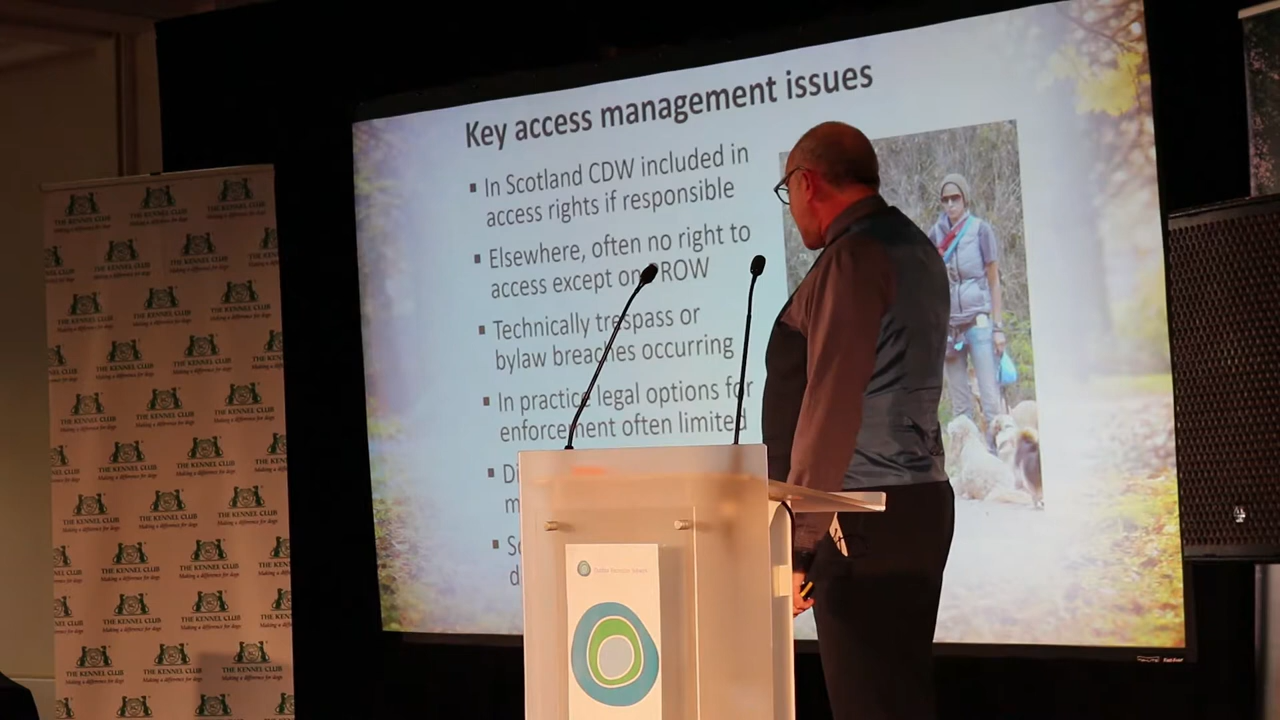 Key access management issues
▪ In Scotland CDW included in
access rights if responsible
▪ Elsewhere, often no right to
access except on PROW
▪ Technically trespass or
bylaw breaches occurring
▪ In practice legal options for
enforcement often limited
THE KENNEL CLUB
Making a difference for dogs